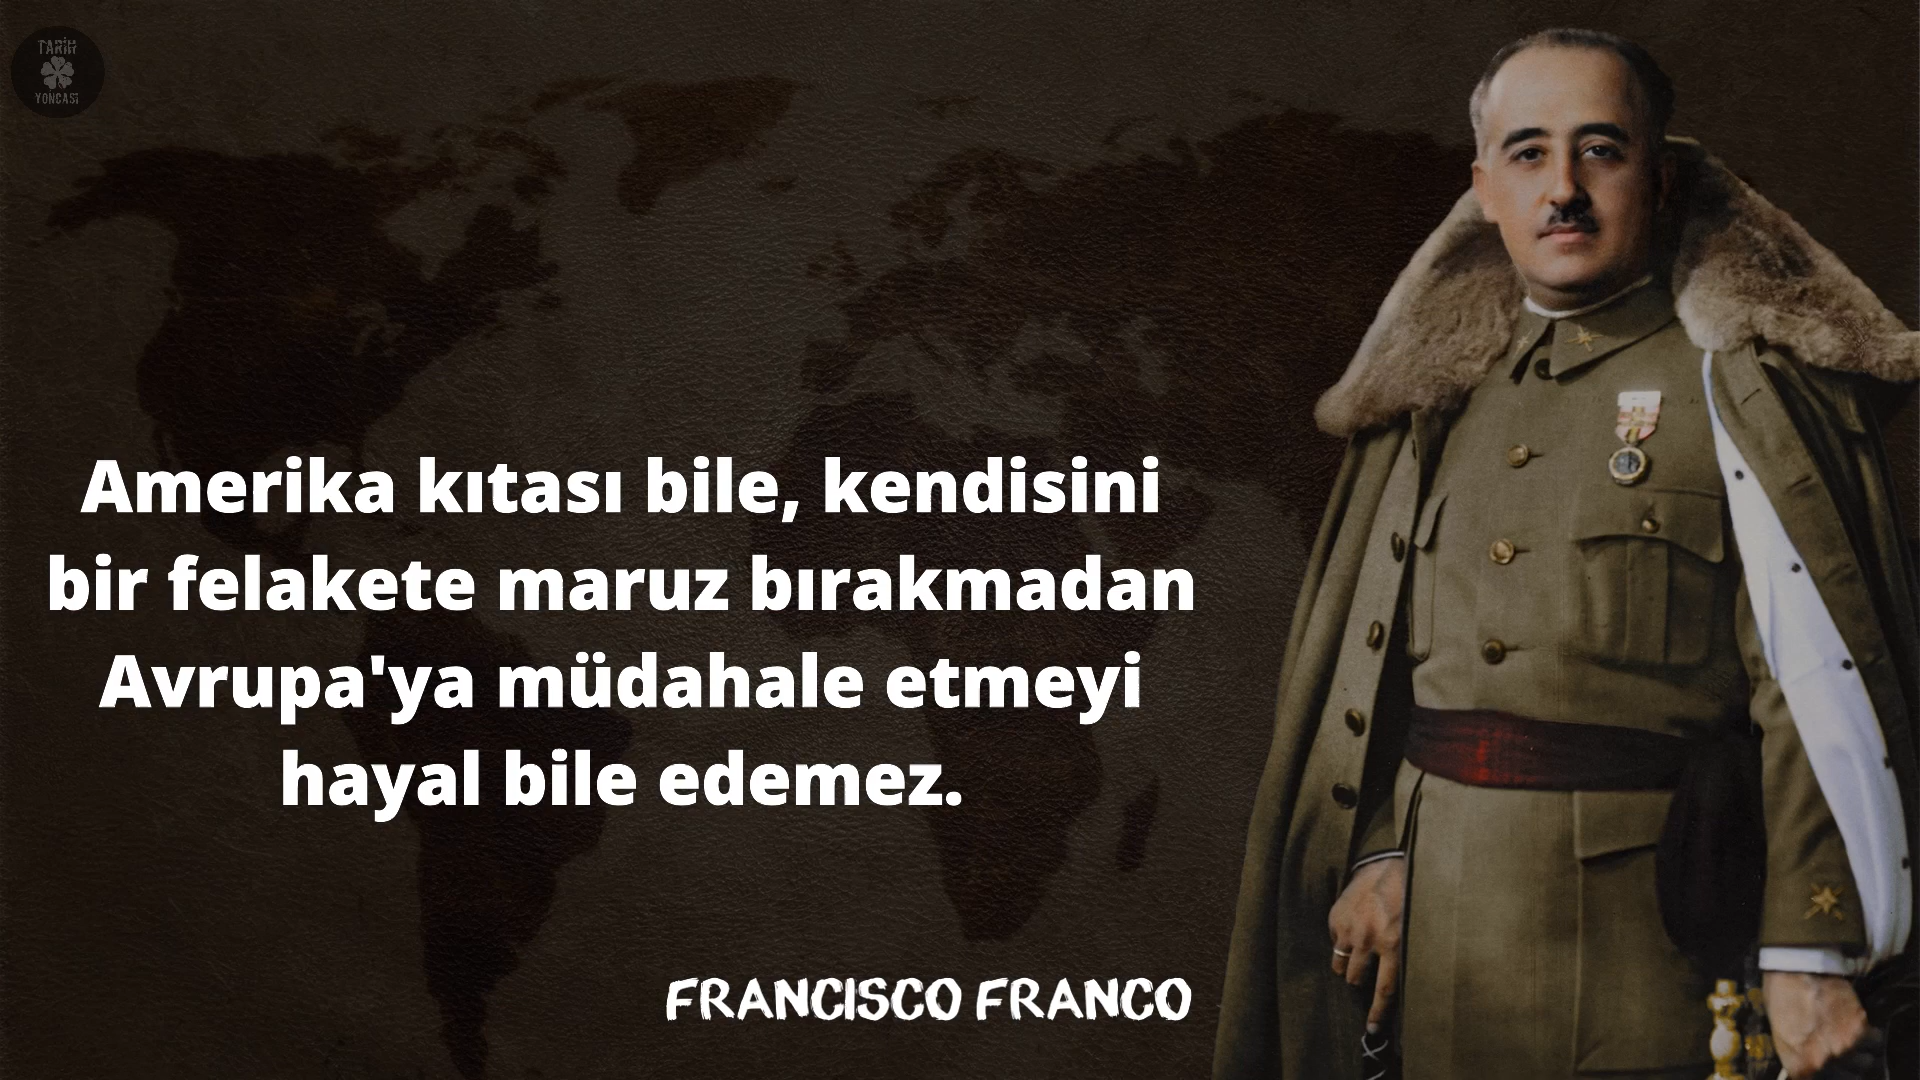 TARİH
YONCASI
Amerika kıtası bile, kendisini
bir felakete maruz bırakmadan
Avrupa'ya müdahale etmeyi
hayal bile edemez.
FRANCISCO FRANCO